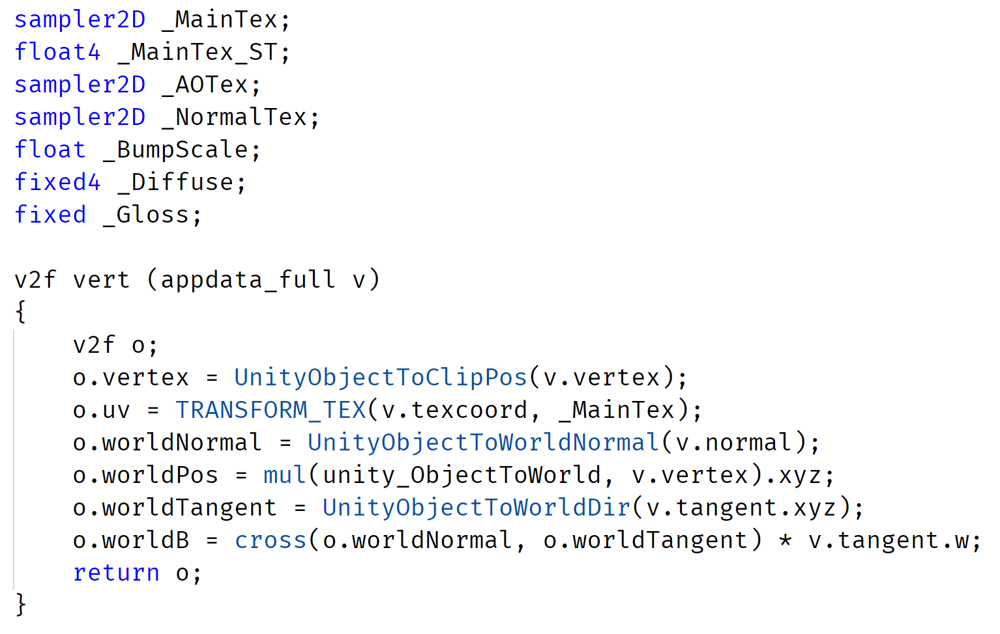 sampler2D _MainTex;
float4 _MainTex_ST;
sampler2D _AOTex;
sampler2D _NormalTex;
float _BumpScale;
fixed4 _Diffuse;
fixed _Gloss;

v2f vert (appdata_full v)
{
    v2f o;
    o.vertex = UnityObjectToClipPos(v.vertex);
    o.uv = TRANSFORM_TEX(v.texcoord, _MainTex);
    o.worldNormal = UnityObjectToWorldNormal(v.normal);
    o.worldPos = mul(unity_ObjectToWorld, v.vertex).xyz;
    o.worldTangent = UnityObjectToWorldDir(v.tangent.xyz);
    o.worldB = cross(o.worldNormal, o.worldTangent) * v.tangent.w;
    return o;
}